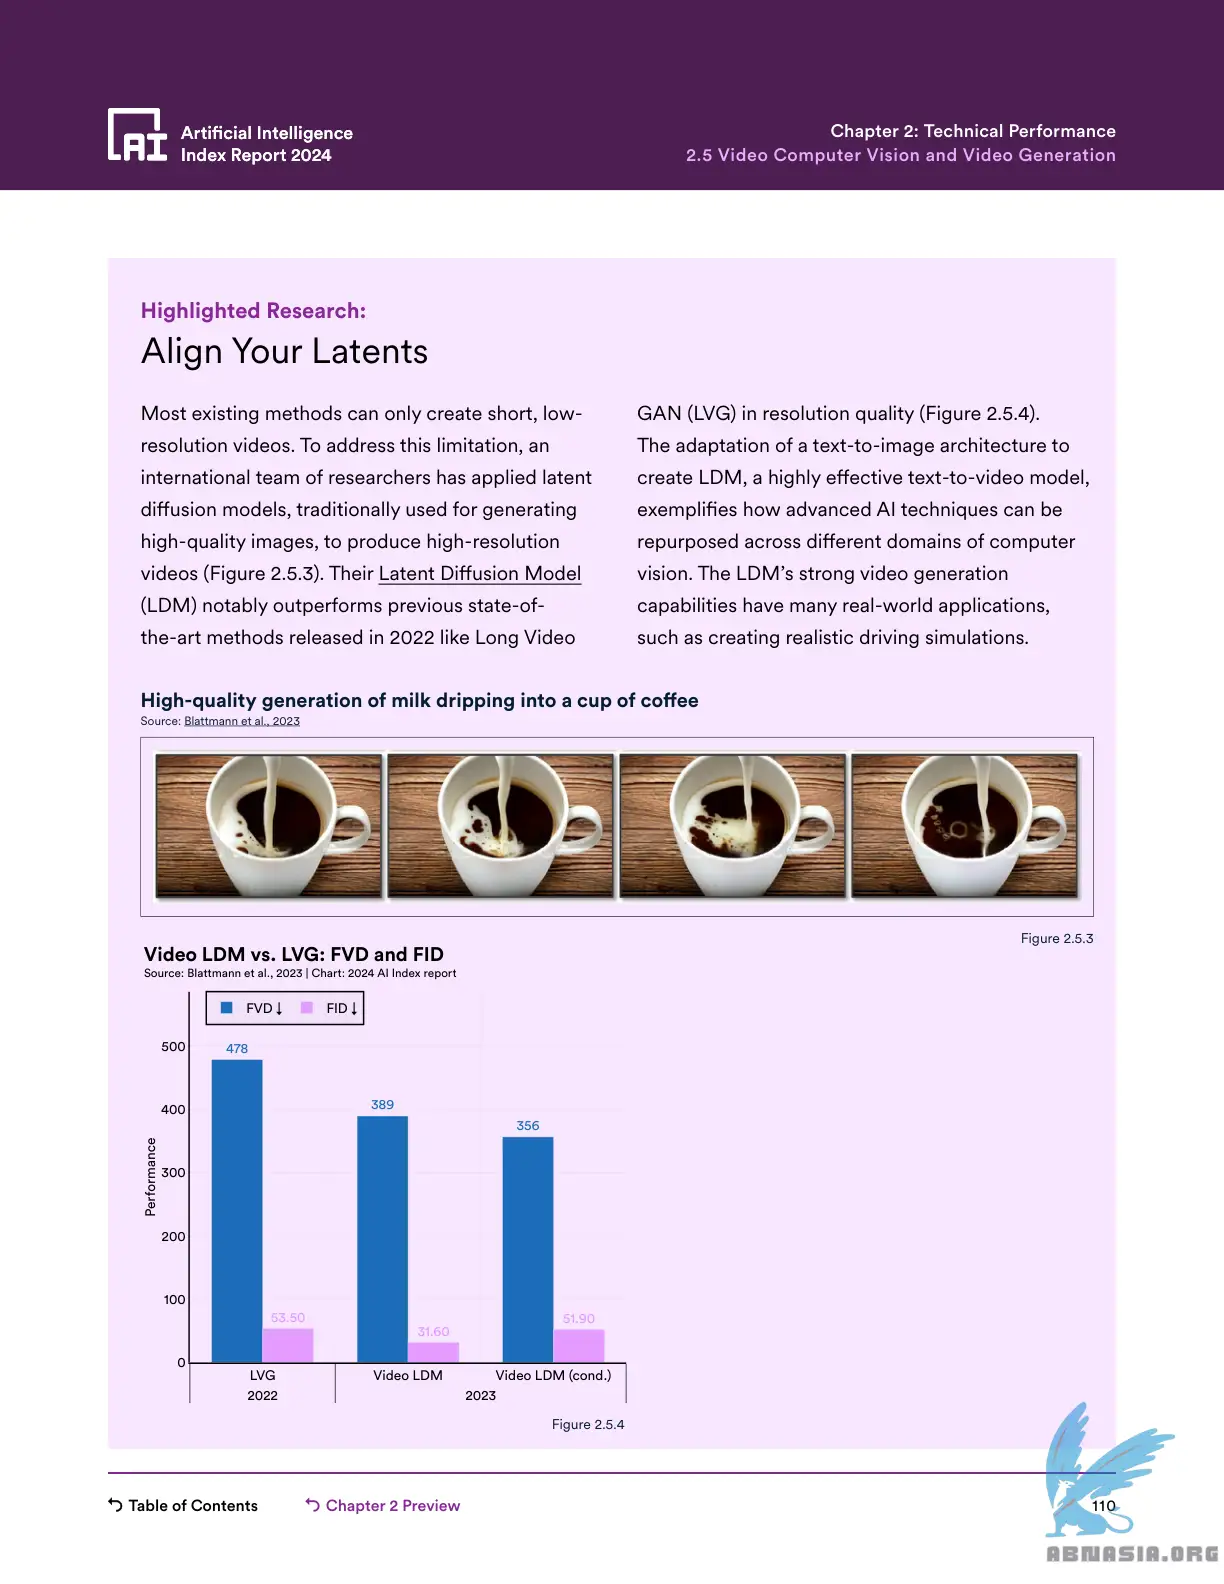 Artificial Intelligence
Index Report 2024
Chapter 2: Technical Performance
2.5 Video Computer Vision and Video Generation
Highlighted Research:
Align Your Latents
Most existing methods can only create short, low-
resolution videos. To address this limitation, an
international team of researchers has applied latent
diffusion models, traditionally used for generating
high-quality images, to produce high-resolution
videos (Figure 2.5.3). Their Latent Diffusion Model
(LDM) notably outperforms previous state-of-
the-art methods released in 2022 like Long Video
GAN (LVG) in resolution quality (Figure 2.5.4).
The adaptation of a text-to-image architecture to
create LDM, a highly effective text-to-video model,
exemplifies how advanced AI techniques can be
repurposed across different domains of computer
vision. The LDM’s strong video generation
capabilities have many real-world applications,
such as creating realistic driving simulations.
High-quality generation of milk dripping into a cup of coffee
Source: Blattmann et al., 2023
Figure 2.5.3
Video LDM vs. LVG: FVD and FID
Source: Blattmann et al., 2023 | Chart: 2024 AI Index report
FVD↓ FID↓
500
400
300
200
100
0
Performance
478
53.50
389
31.60
356
51.90
LVG Video LDM Video LDM (cond.)
2022 2023
Figure 2.5.4
Table of Contents Chapter 2 Preview 110
ABNASIA.ORG